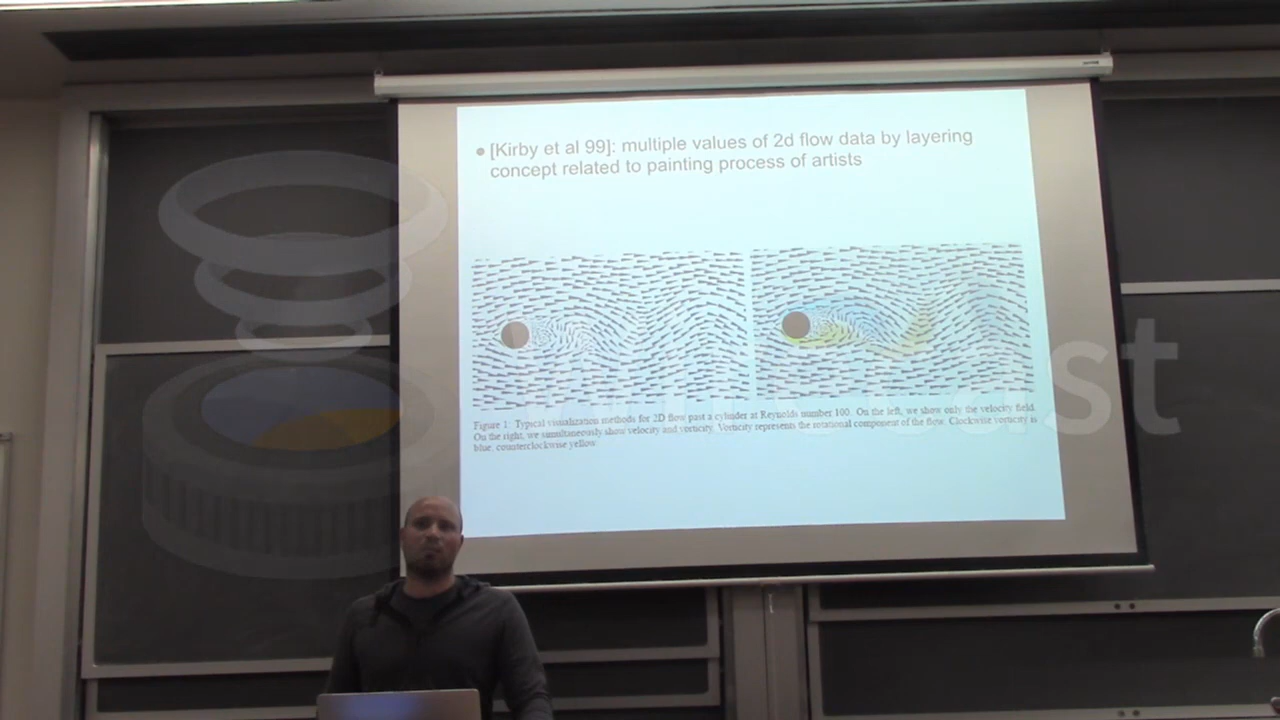 • [Kirby et al 99]: multiple values of 2d flow data by layering
concept related to painting process of artists
Figure 1: Typical visualization methods for 2D flow past a cylinder at Reynolds number 100. On the left, we show only the velocity field.
On the right, we simultaneously show velocity and vorticity. Vorticity represents the rotational component of the flow. Clockwise vorticity is
blue, counterclockwise yellow.